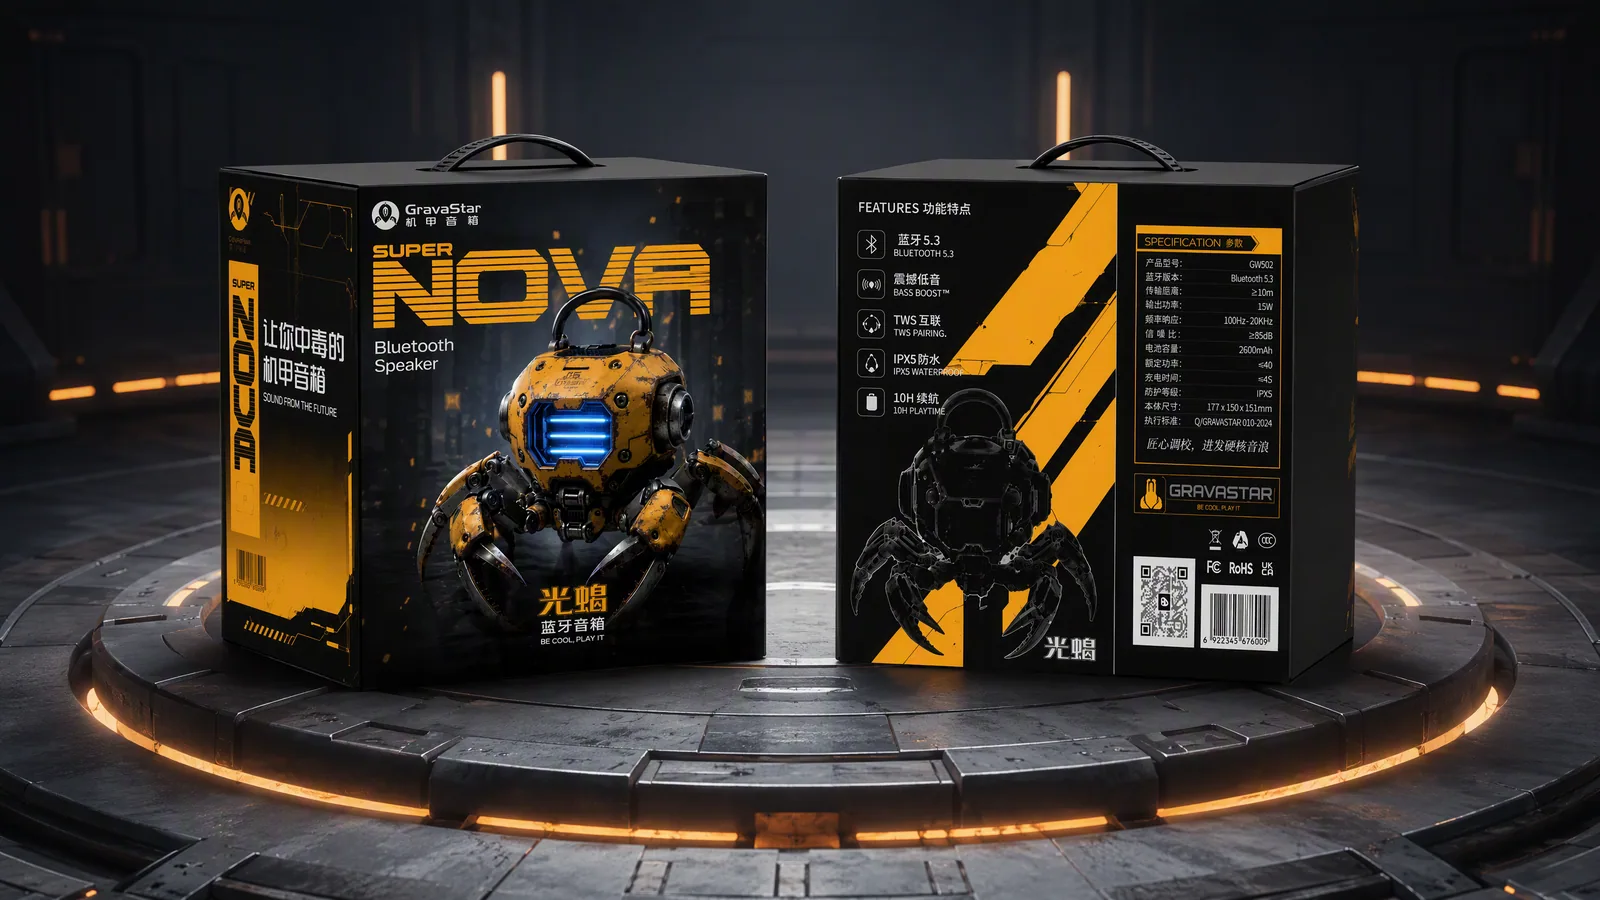 GravaStar
机甲音箱
SUPER
NOVA
Bluetooth
Speaker
光蝎
蓝牙音箱
BE COOL, PLAY IT
SUPER
NOVA
让你中毒的
机甲音箱
SOUND FROM THE FUTURE
FEATURES 功能特点
蓝牙 5.3
BLUETOOTH 5.3
震撼低音
BASS BOOST™
TWS 互联
TWS PAIRING.
IPX5 防水
IPX5 WATERPROOF
10H 续航
10H PLAYTIME
光蝎
SPECIFICATION 参数
产品型号: GW502
蓝牙版本: Bluetooth 5.3
传输距离: ≥10m
输出功率: 15W
频率响应: 100Hz-20KHz
信噪比: ≥85dB
电池容量: 2600mAh
额定功率: ≤40
充电时间: ≤4S
防护等级: IPX5
本体尺寸: 177 x 150 x 151mm
执行标准: Q/GRAVASTAR 010-2024
匠心调校，迸发硬核音浪
GRAVASTAR
BE COOL, PLAY IT
CCC
FC RoHS UK CA
6 922345 676009